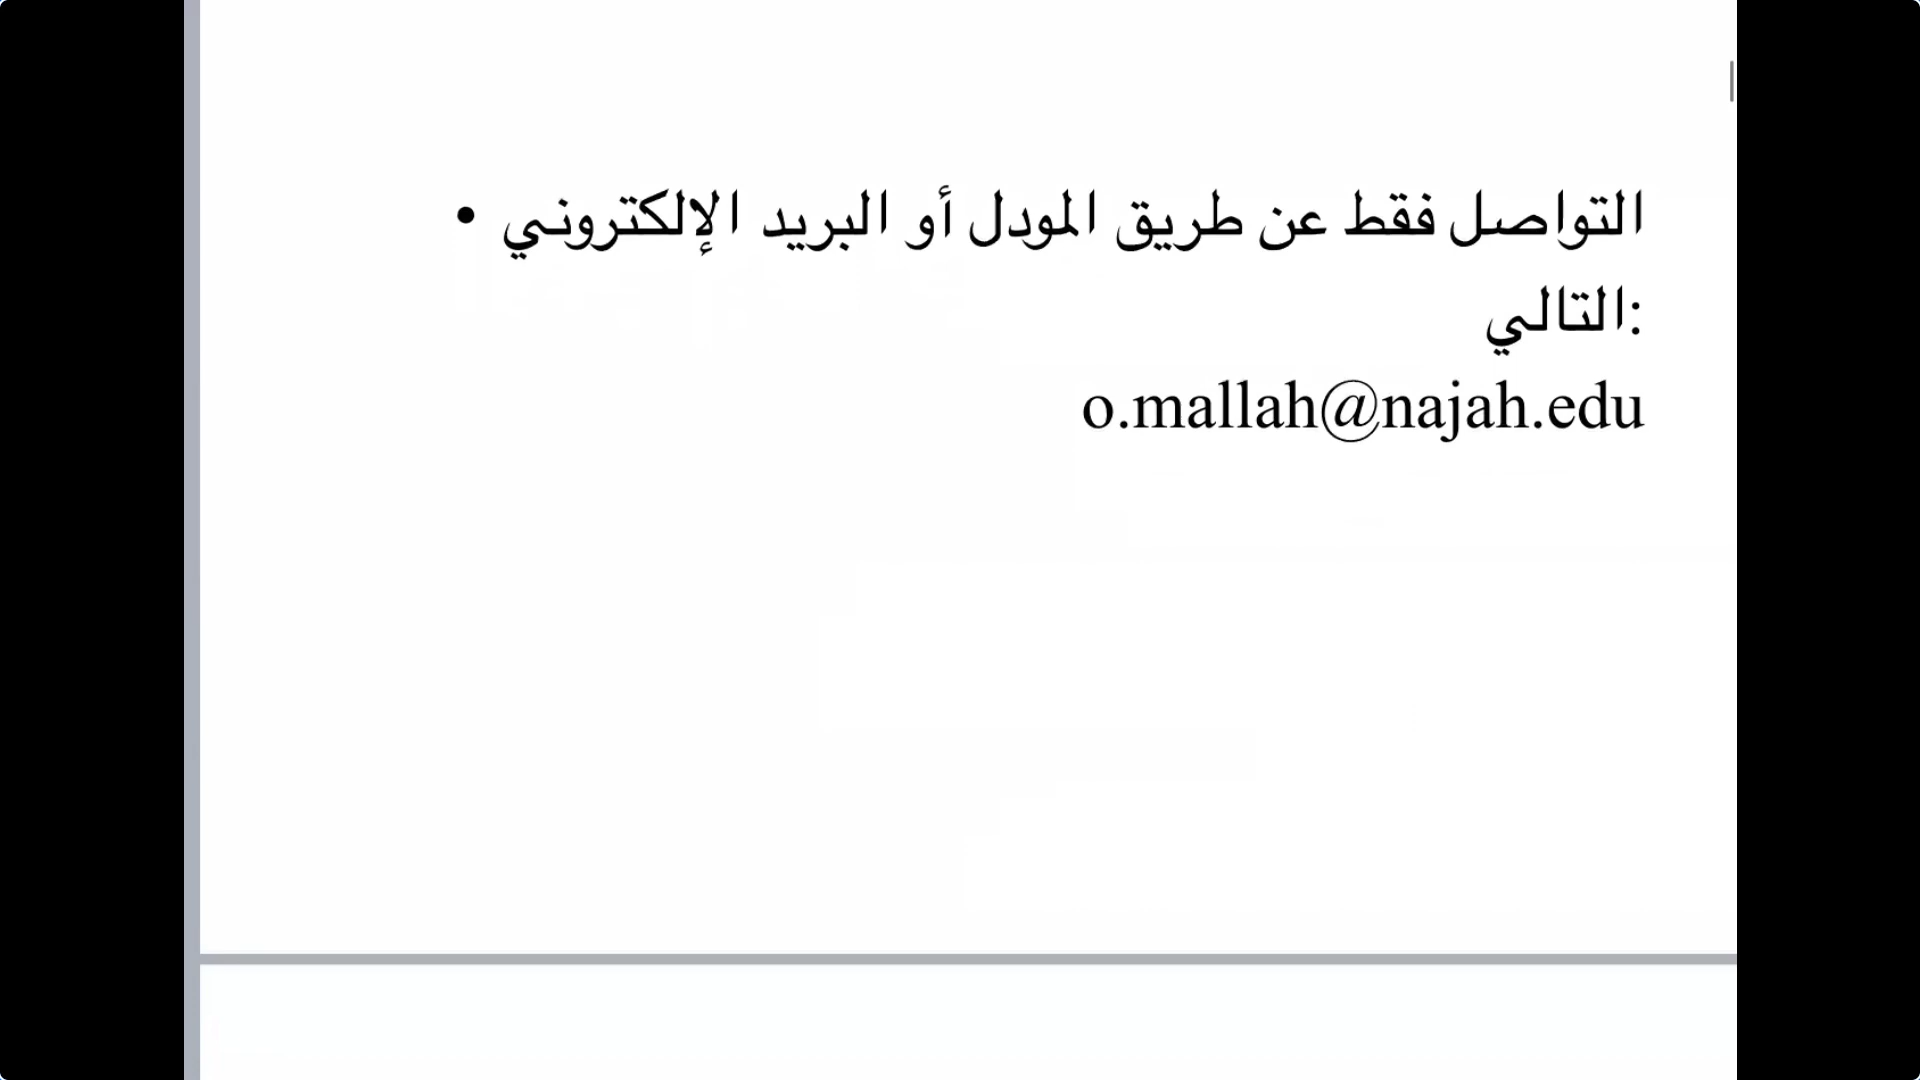 • التواصل فقط عن طريق المودل أو البريد الإلكتروني
التالي:
o.mallah@najah.edu